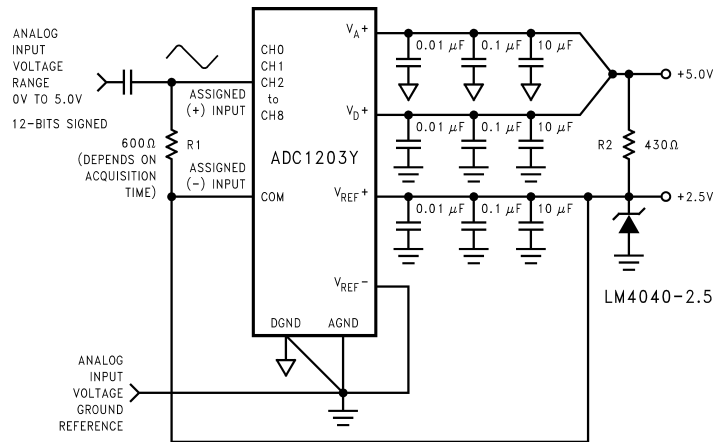 ANALOG
INPUT
VOLTAGE
RANGE
0V TO 5.0V
12-BITS SIGNED
600Ω
(DEPENDS ON
ACQUISITION
TIME)
R1
ASSIGNED
(+) INPUT
ASSIGNED
(−) INPUT
CH0
CH1
CH2
to
CH8
COM
ADC1203Y
VA+
VD+
VREF+
VREF−
DGND
AGND
0.01 μF
0.1 μF
10 μF
0.01 μF
0.1 μF
10 μF
0.01 μF
0.1 μF
10 μF
+5.0V
R2
430Ω
+2.5V
LM4040-2.5
ANALOG
INPUT
VOLTAGE
GROUND
REFERENCE